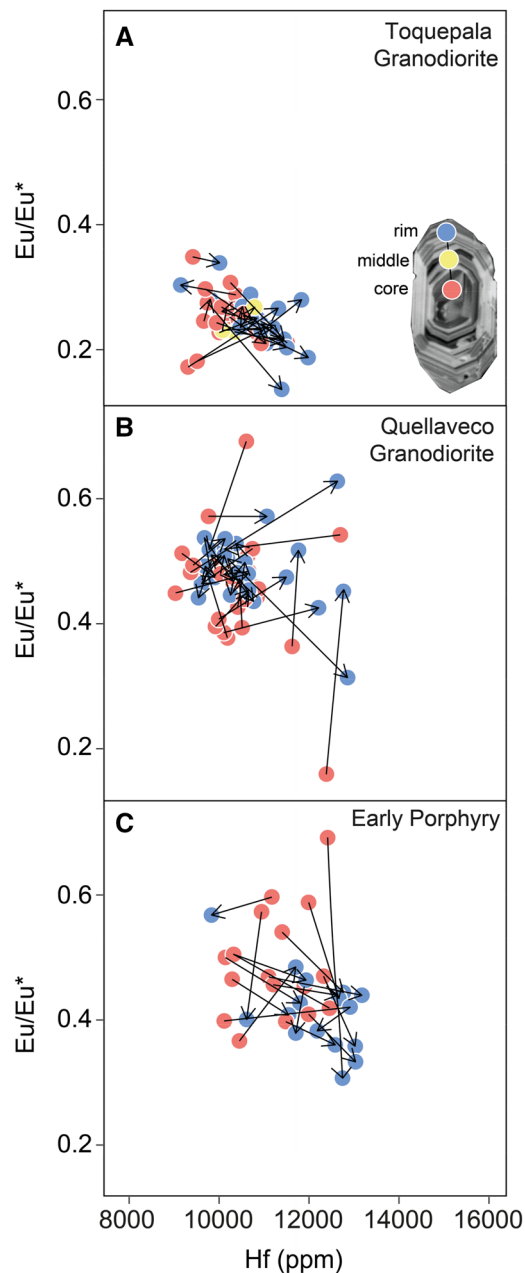 A
Toquepala
Granodiorite
0.6
0.4
0.2
Eu/Eu*
rim
middle
core
B
Quellaveco
Granodiorite
0.6
0.4
0.2
Eu/Eu*
C
Early Porphyry
0.6
0.4
0.2
Eu/Eu*
8000 10000 12000 14000 16000
Hf (ppm)